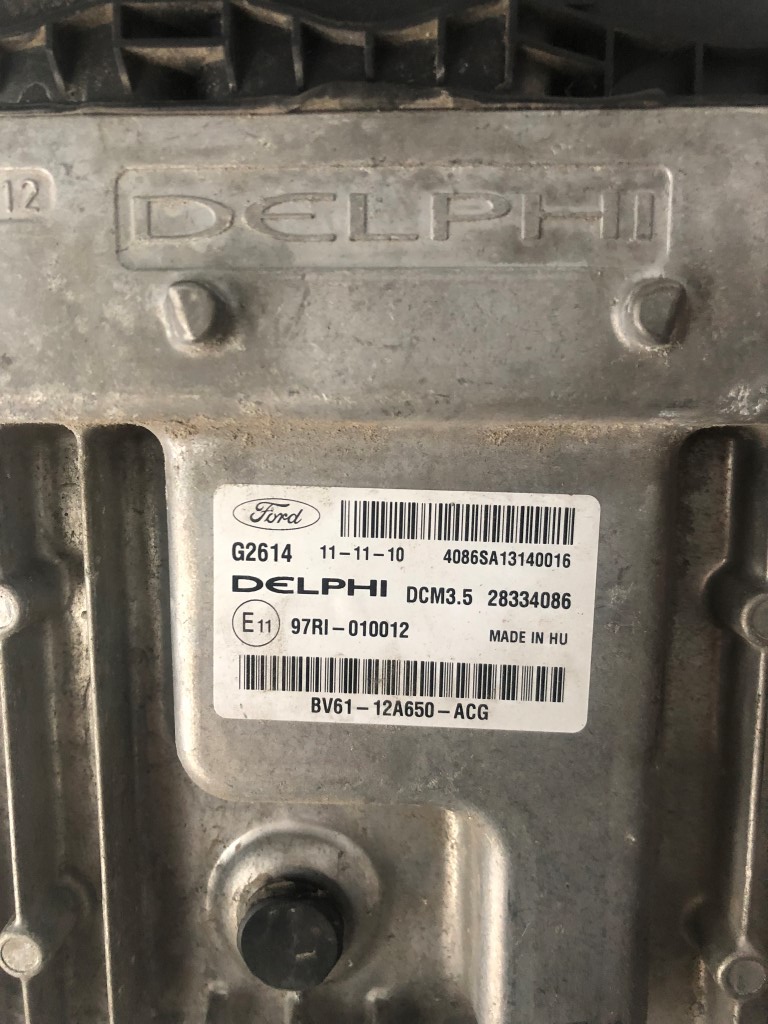 12
DELPHI
Ford
G2614 11-11-10 4086SA13140016
DELPHI DCM3.5 28334086
E11 97RI-010012 MADE IN HU
BV61-12A650-ACG